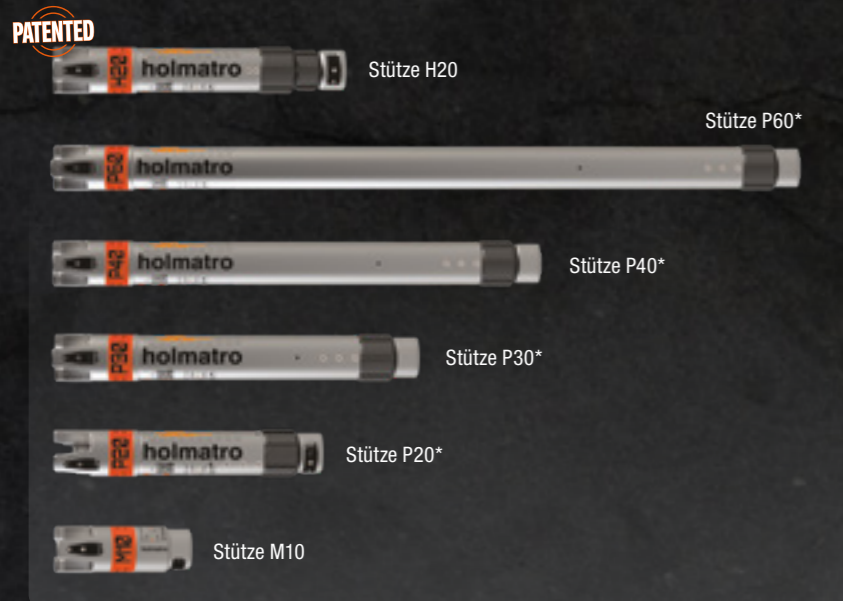 PATENTED
H20 holmatro
Stütze H20
Stütze P60*
P60 holmatro
P40 holmatro
Stütze P40*
P30 holmatro
Stütze P30*
P20 holmatro
Stütze P20*
M10 holmatro
Stütze M10